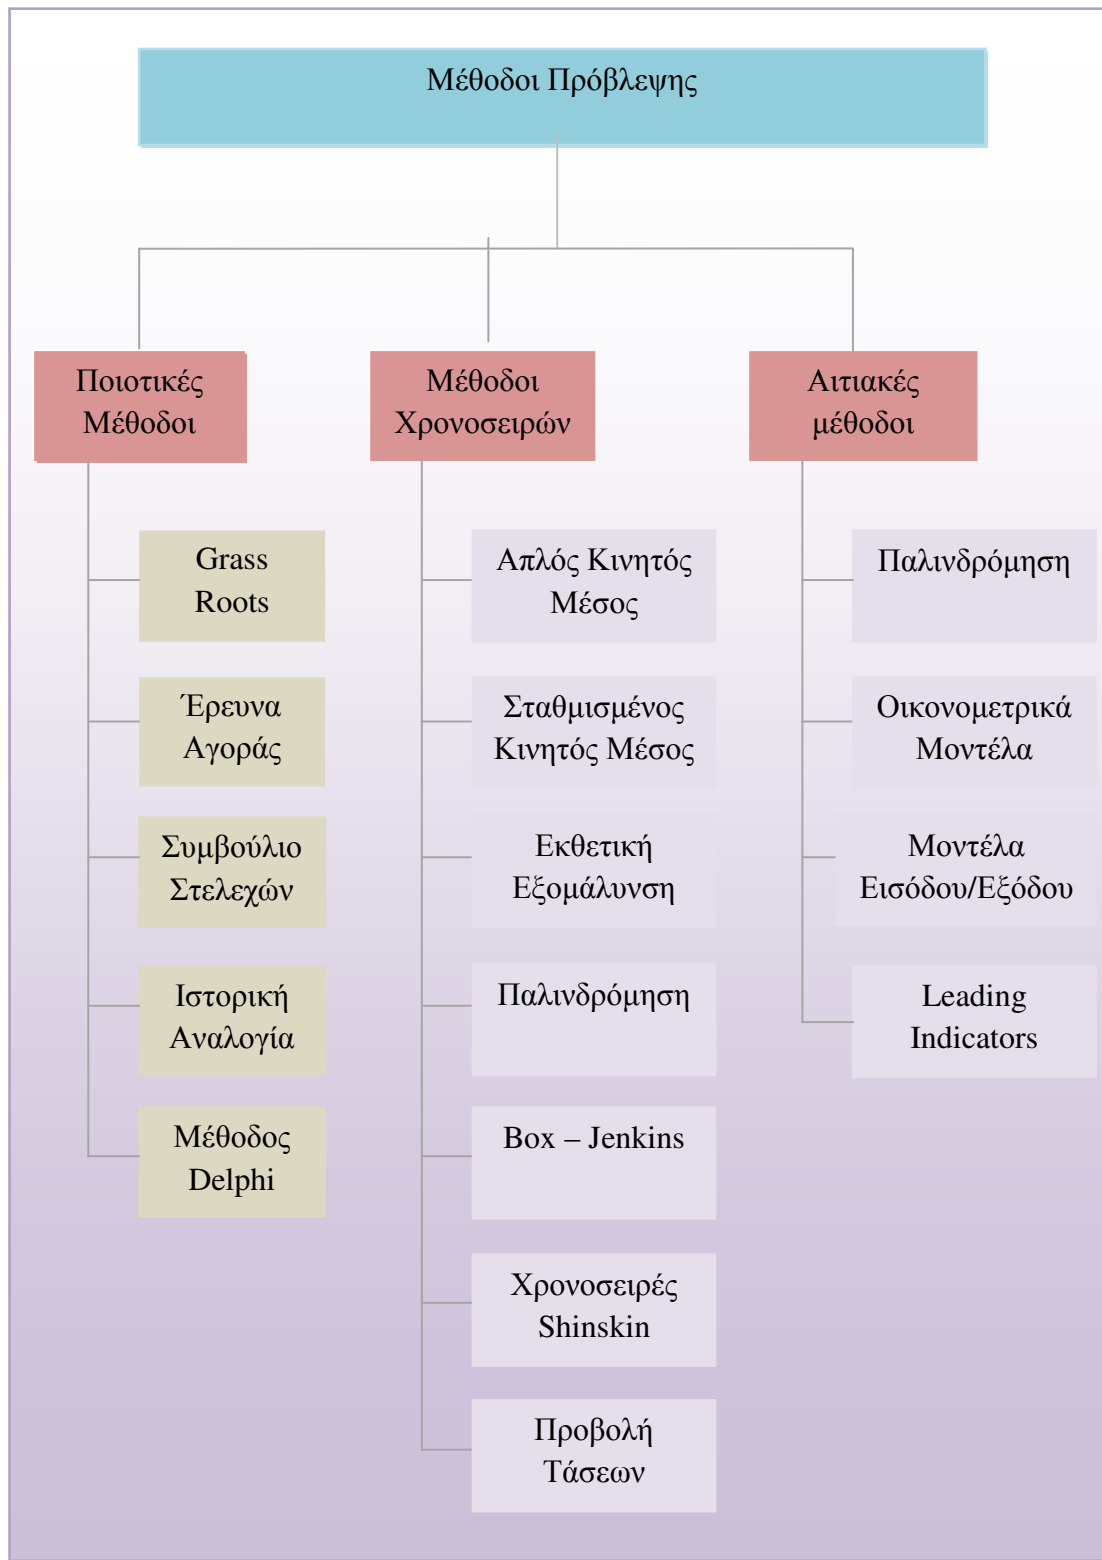 Μέθοδοι Πρόβλεψης
Ποιοτικές
Μέθοδοι
Μέθοδοι
Χρονοσειρών
Αιτιακές
μέθοδοι
Grass
Roots
Έρευνα
Αγοράς
Συμβούλιο
Στελεχών
Ιστορική
Αναλογία
Μέθοδος
Delphi
Απλός Κινητός
Μέσος
Σταθμισμένος
Κινητός Μέσος
Εκθετική
Εξομάλυνση
Παλινδρόμηση
Box – Jenkins
Χρονοσειρές
Shinskin
Προβολή
Τάσεων
Παλινδρόμηση
Οικονομετρικά
Μοντέλα
Μοντέλα
Εισόδου/Εξόδου
Leading
Indicators